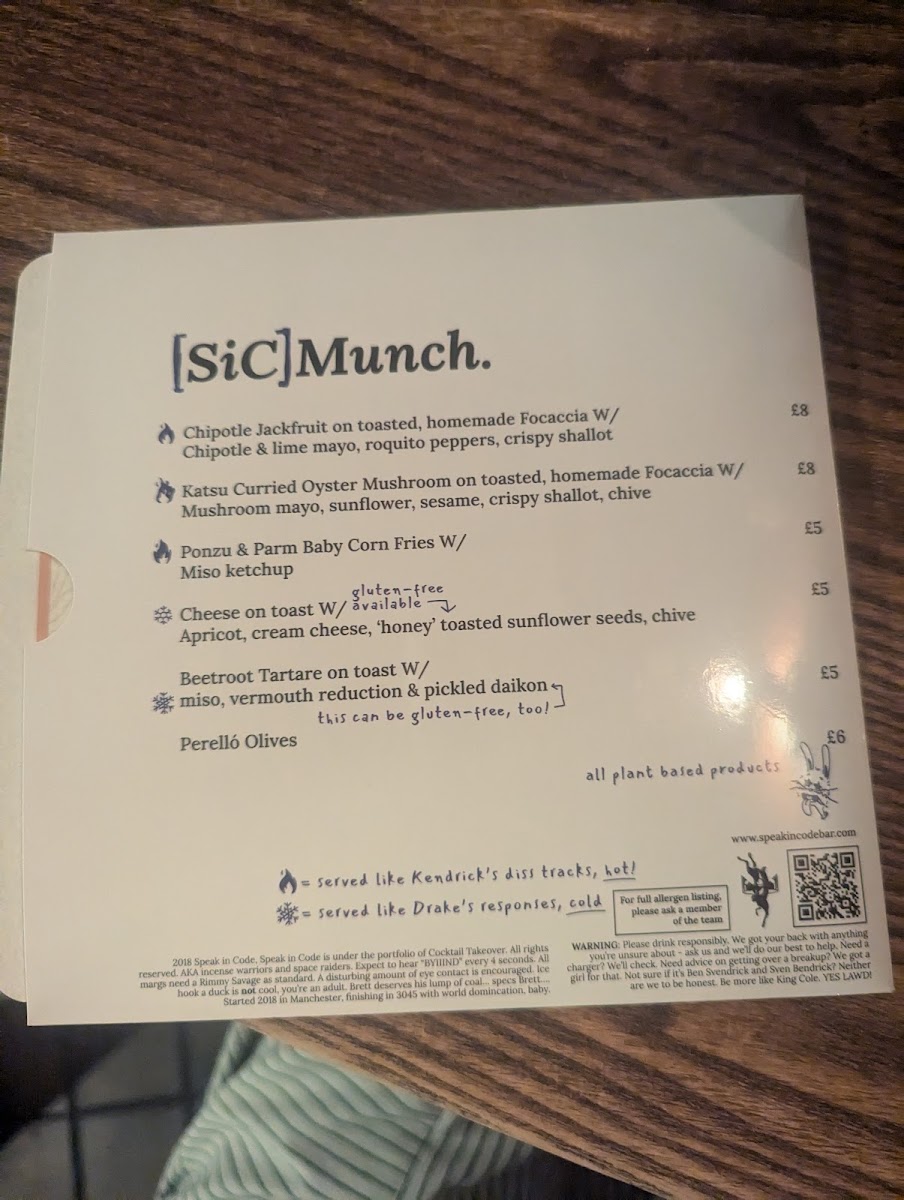 [SiC]Munch.
Chipotle Jackfruit on toasted, homemade Focaccia W/ £8
Chipotle & lime mayo, roquito peppers, crispy shallot
Katsu Curried Oyster Mushroom on toasted, homemade Focaccia W/ £8
Mushroom mayo, sunflower, sesame, crispy shallot, chive
Ponzu & Parm Baby Corn Fries W/ £5
Miso ketchup
gluten-free
Cheese on toast W/ available £5
Apricot, cream cheese, 'honey' toasted sunflower seeds, chive
Beetroot Tartare on toast W/ £5
miso, vermouth reduction & pickled daikon
this can be gluten-free, too!
Perelló Olives £6
all plant based products
www.speakincodebar.com
= served like Kendrick's diss tracks, hot!
= served like Drake's responses, cold
For full allergen listing,
please ask a member
of the team
2018 Speak in Code. Speak in Code is under the portfolio of Cocktail Takeover. All rights
reserved. AKA incense warriors and space raiders. Expect to hear "BYIIIND" every 4 seconds. All
margs need a Rimmy Savage as standard. A disturbing amount of eye contact is encouraged. Ice
hook a duck is not cool, you're an adult. Brett deserves his lump of coal... specs Brett....
Started 2018 in Manchester, finishing in 3045 with world domincation, baby.
WARNING: Please drink responsibly. We got your back with anything
you're unsure about - ask us and we'll do our best to help. Need a
charger? We'll check. Need advice on getting over a breakup? We got a
girl for that. Not sure if it's Ben Svendrick and Sven Bendrick? Neither
are we to be honest. Be more like King Cole. YES LAWD!